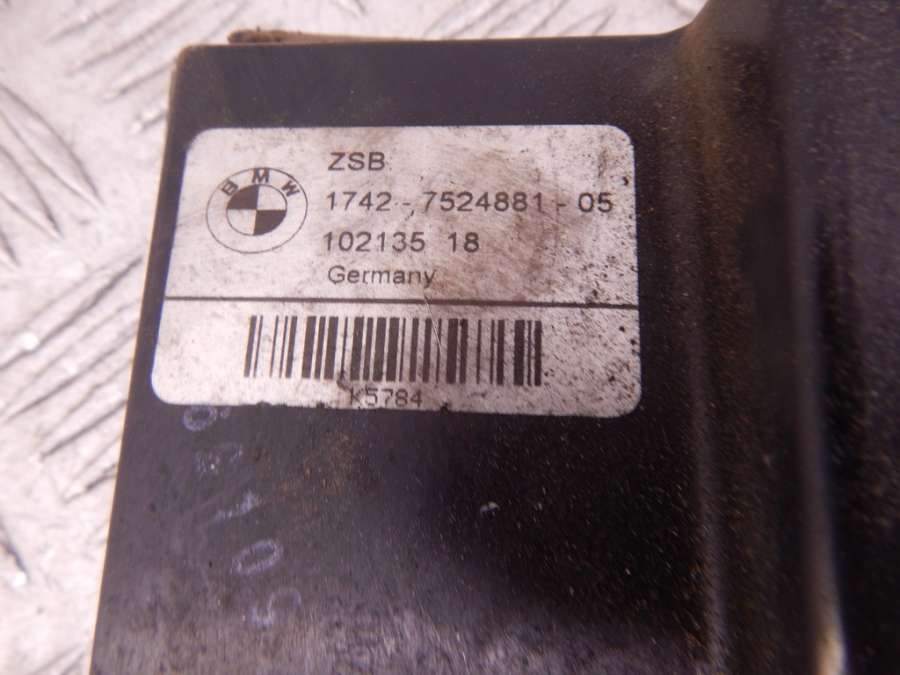 BMW
ZSB
1742 - 7524881 - 05
102135 18
Germany
K5784